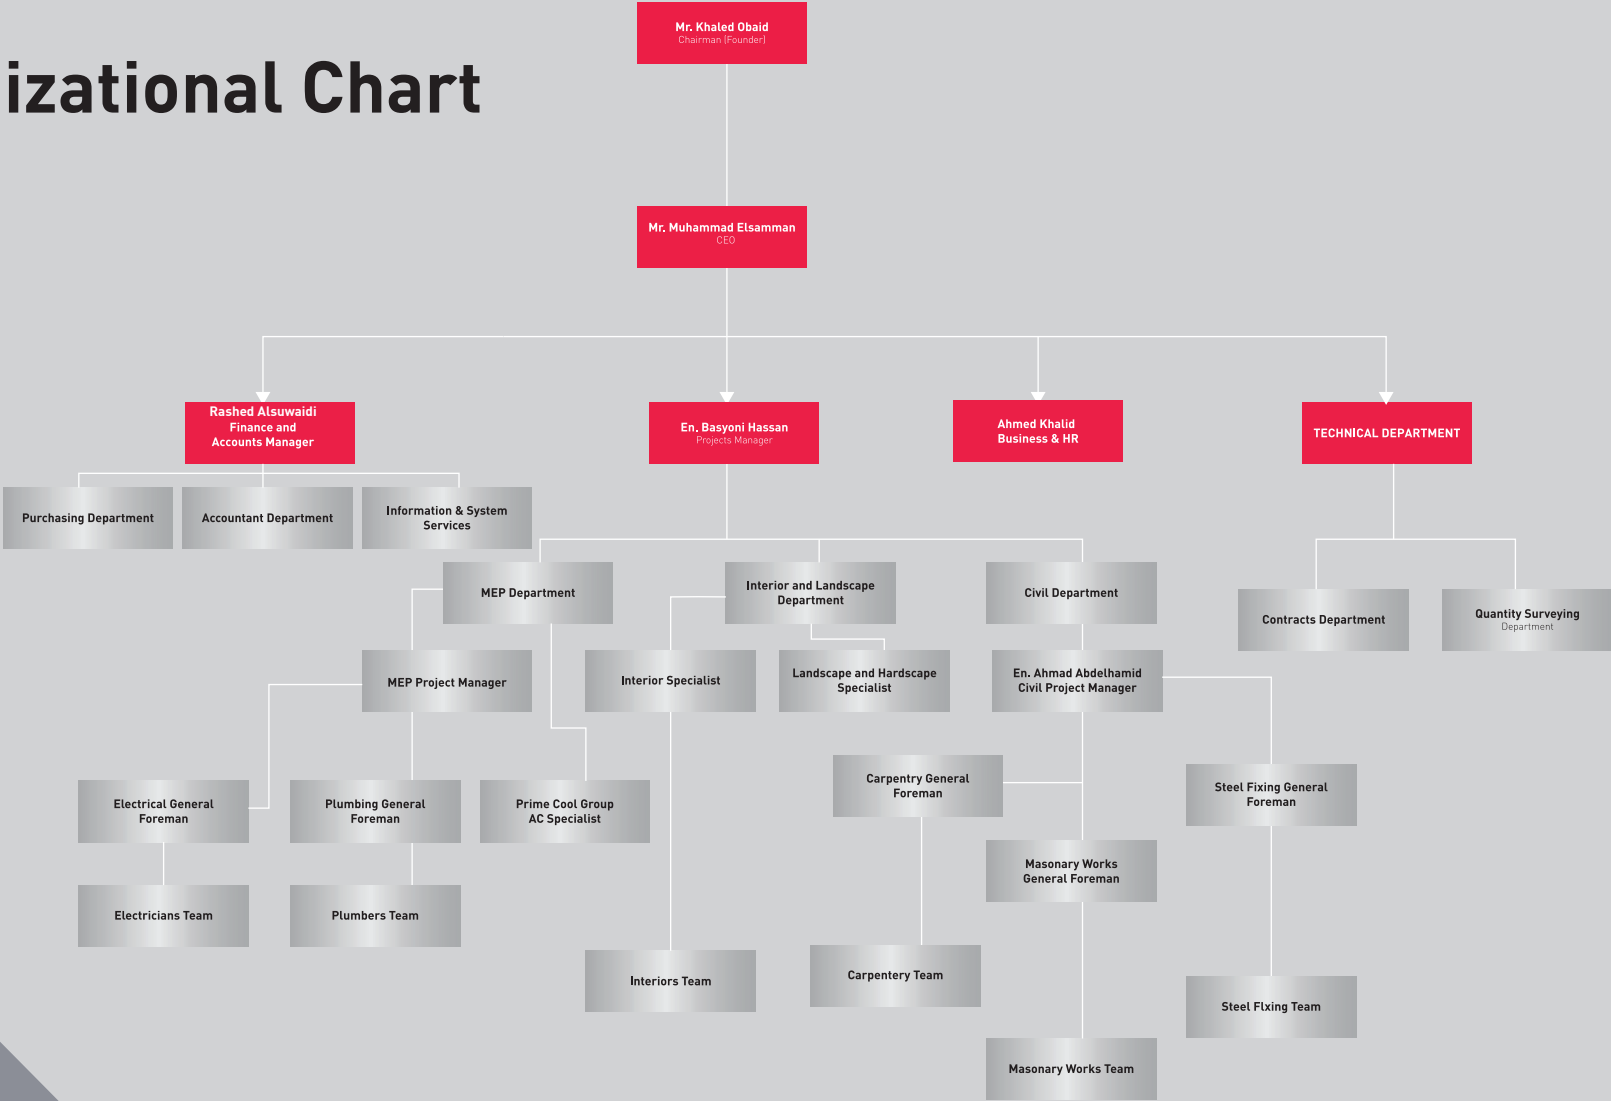 Mr. Khaled Obaid
Chairman (Founder)
izational Chart
Mr. Muhammad Elsamman
CEO
Rashed Alsuwaidi
Finance and
Accounts Manager
En. Basyoni Hassan
Projects Manager
Ahmed Khalid
Business & HR
TECHNICAL DEPARTMENT
Purchasing Department
Accountant Department
Information & System
Services
MEP Department
Interior and Landscape
Department
Civil Department
Contracts Department
Quantity Surveying
Department
MEP Project Manager
Interior Specialist
Landscape and Hardscape
Specialist
En. Ahmad Abdelhamid
Civil Project Manager
Electrical General
Foreman
Plumbing General
Foreman
Prime Cool Group
AC Specialist
Carpentry General
Foreman
Steel Fixing General
Foreman
Masonary Works
General Foreman
Electricians Team
Plumbers Team
Interiors Team
Carpentery Team
Steel FIxing Team
Masonary Works Team